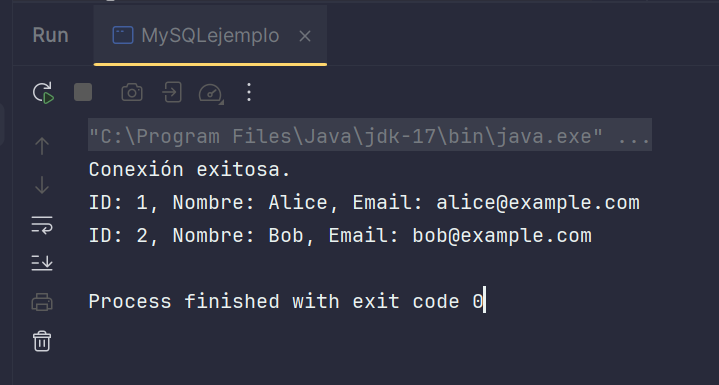 Run
MySQLejemplo
"C:\Program Files\Java\jdk-17\bin\java.exe" ...
Conexión exitosa.
ID: 1, Nombre: Alice, Email: alice@example.com
ID: 2, Nombre: Bob, Email: bob@example.com
Process finished with exit code 0